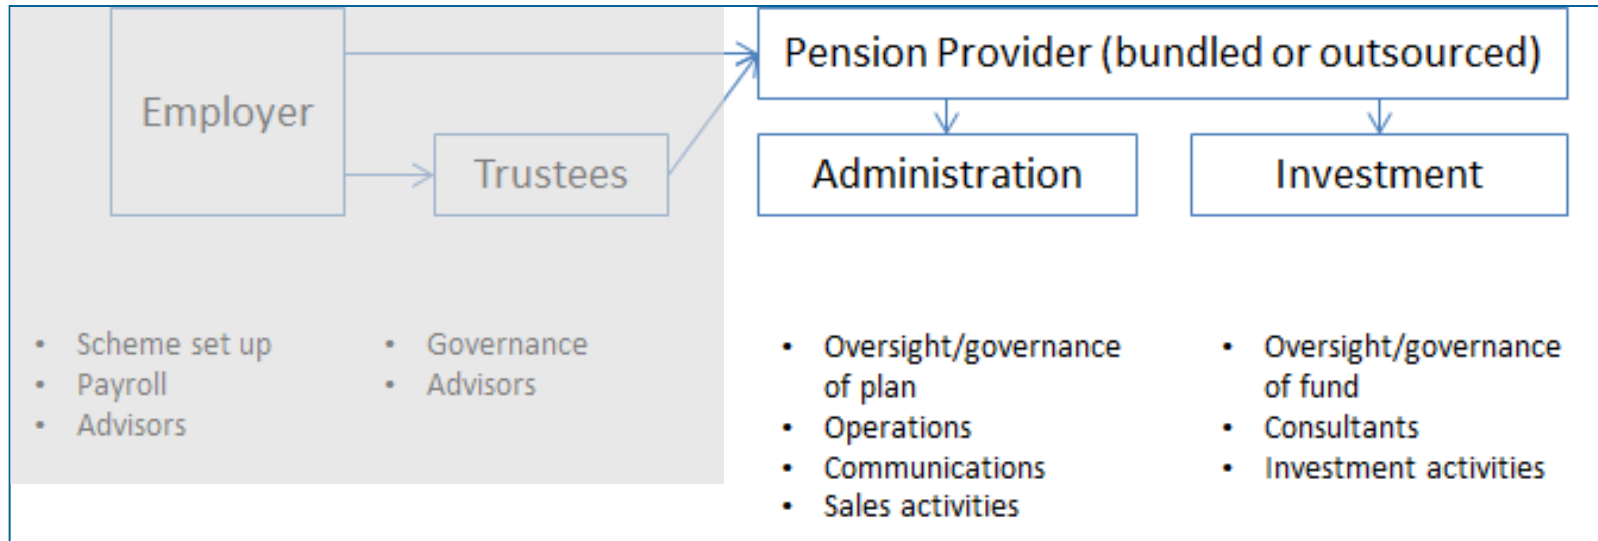 Employer
Trustees
Pension Provider (bundled or outsourced)
Administration
Investment
• Scheme set up
• Payroll
• Advisors
• Governance
• Advisors
• Oversight/governance
of plan
• Operations
• Communications
• Sales activities
• Oversight/governance
of fund
• Consultants
• Investment activities